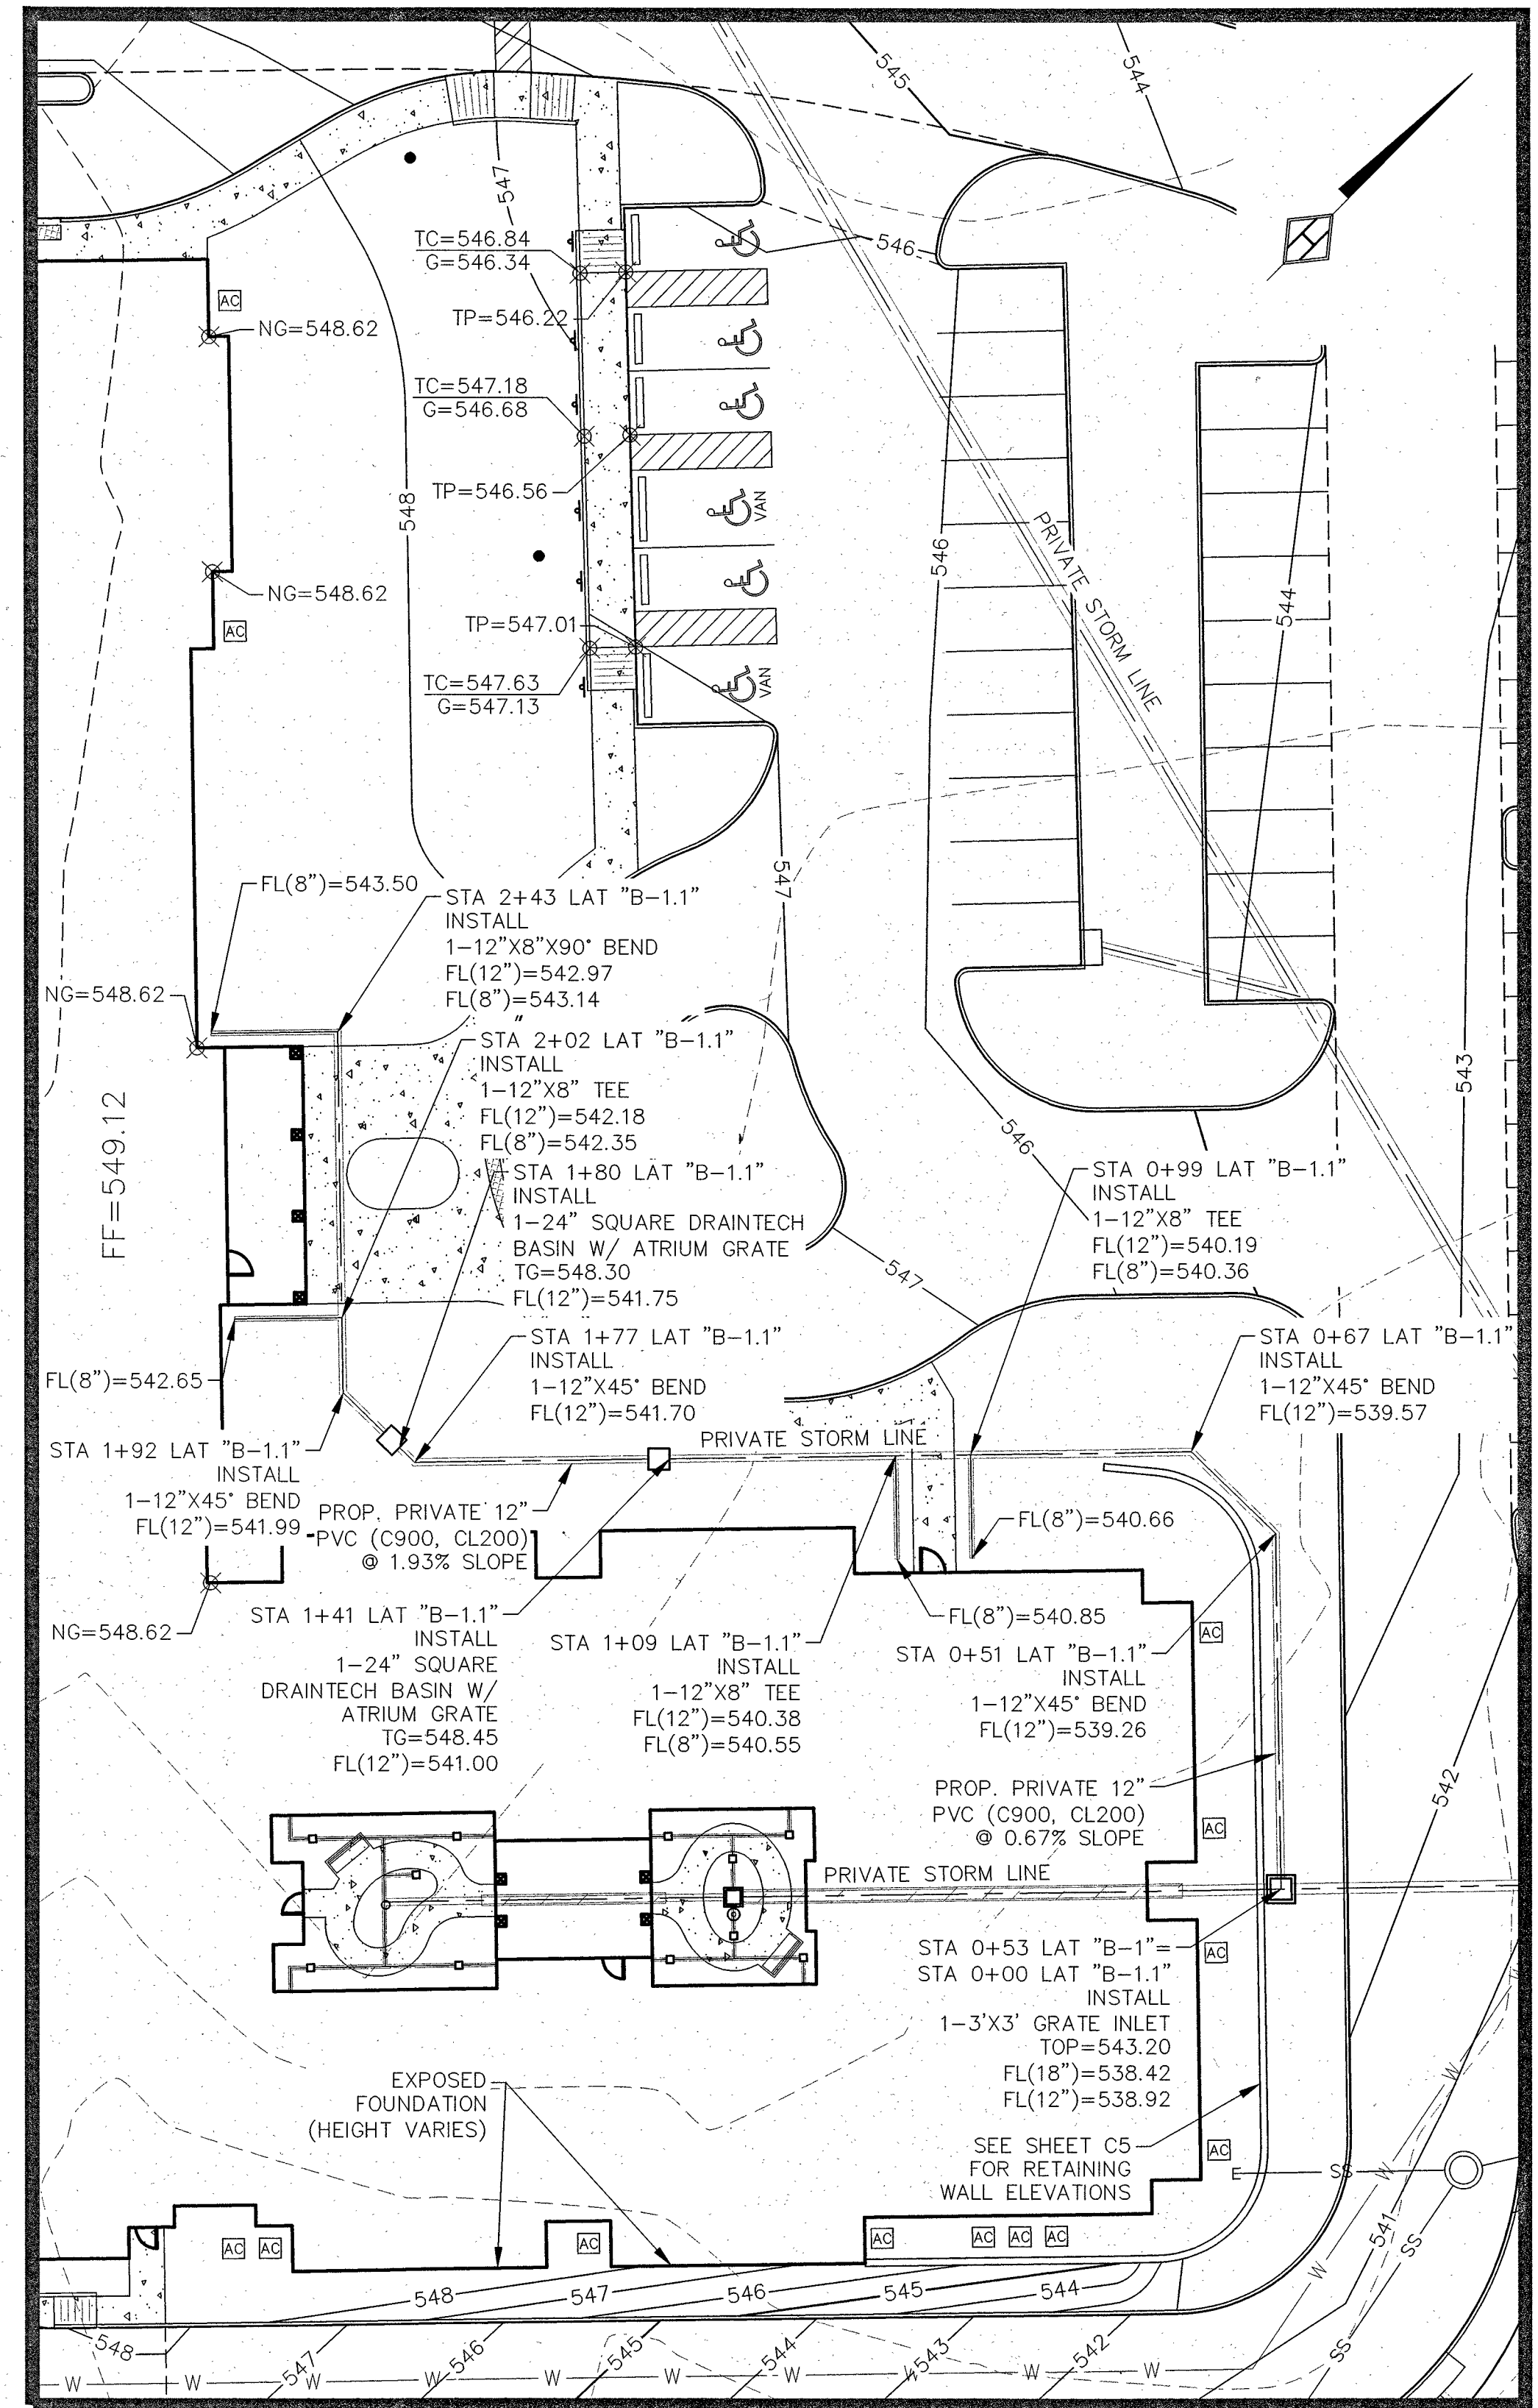 545
544
547
TC=546.84
G=546.34
546
AC
NG=548.62
TP=546.22
TC=547.18
G=546.68
548
TP=546.56
VAN
546
PRIVATE STORM LINE
544
NG=548.62
AC
TP=547.01
TC=547.63
G=547.13
VAN
547
FL(8")=543.50
STA 2+43 LAT "B-1.1"
INSTALL
1-12"X8"X90° BEND
FL(12")=542.97
FL(8")=543.14
NG=548.62
STA 2+02 LAT "B-1.1"
INSTALL
1-12"X8" TEE
FL(12")=542.18
FL(8")=542.35
543
FF=549.12
546
STA 1+80 LAT "B-1.1"
INSTALL
1-24" SQUARE DRAINTECH
BASIN W/ ATRIUM GRATE
TG=548.30
FL(12")=541.75
STA 0+99 LAT "B-1.1"
INSTALL
1-12"X8" TEE
FL(12")=540.19
FL(8")=540.36
547
STA 1+77 LAT "B-1.1"
INSTALL
1-12"X45° BEND
FL(12")=541.70
STA 0+67 LAT "B-1.1"
INSTALL
1-12"X45° BEND
FL(12")=539.57
FL(8")=542.65
PRIVATE STORM LINE
STA 1+92 LAT "B-1.1"
INSTALL
1-12"X45° BEND
FL(12")=541.99
PROP. PRIVATE 12"
PVC (C900, CL200)
@ 1.93% SLOPE
FL(8")=540.66
NG=548.62
STA 1+41 LAT "B-1.1"
INSTALL
1-24" SQUARE
DRAINTECH BASIN W/
ATRIUM GRATE
TG=548.45
FL(12")=541.00
STA 1+09 LAT "B-1.1"
INSTALL
1-12"X8" TEE
FL(12")=540.38
FL(8")=540.55
FL(8")=540.85
AC
STA 0+51 LAT "B-1.1"
INSTALL
1-12"X45° BEND
FL(12")=539.26
PROP. PRIVATE 12"
PVC (C900, CL200)
@ 0.67% SLOPE
542
AC
PRIVATE STORM LINE
STA 0+53 LAT "B-1"=
STA 0+00 LAT "B-1.1"
INSTALL
1-3'X3' GRATE INLET
TOP=543.20
FL(18")=538.42
FL(12")=538.92
AC
EXPOSED
FOUNDATION
(HEIGHT VARIES)
SEE SHEET C5
FOR RETAINING
WALL ELEVATIONS
AC
E
SS
W
W
541
SS
W
SS
AC
AC
AC
AC
AC
AC
AC
548
547
546
545
544
548
547
546
545
544
543
542
W
W
W
W
W
W
W
W
W
W